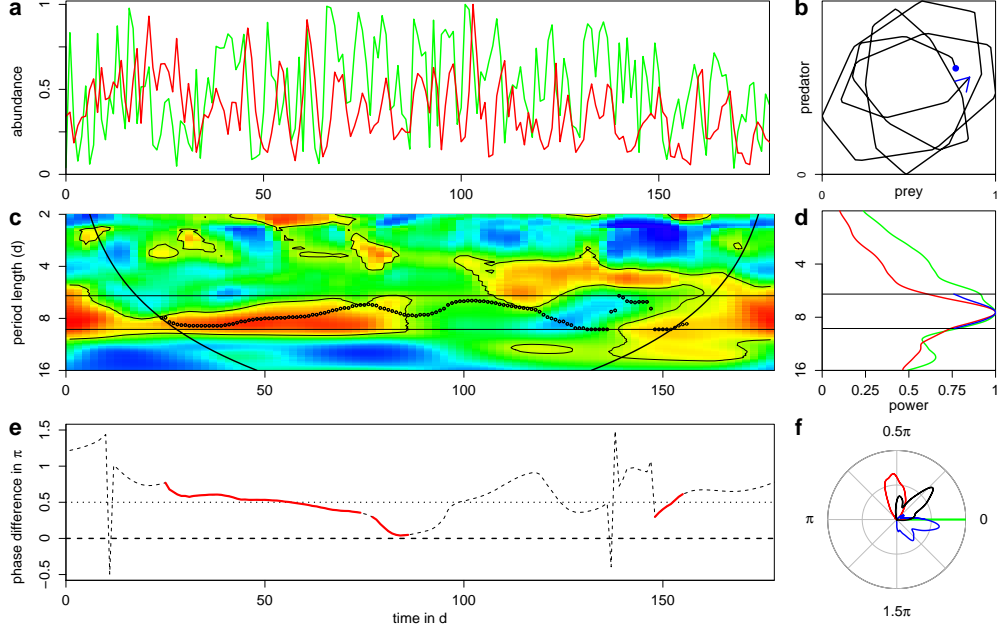 a
b
1
0.5
0
abundance
0
50
100
150
predator
0
0
prey
1
c
d
2
4
8
16
period length (d)
0
50
100
150
4
8
16
0
0.25
0.5
0.75
1
power
e
f
1.5
1
0.5
0
−0.5
phase difference in π
0
50
100
150
time in d
0.5π
π
0
1.5π